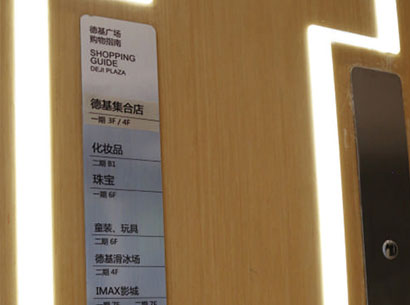 德基广场
购物指南
SHOPPING
GUIDE
DEJI PLAZA
德基集合店
一期 3F / 4F
化妆品
二期 B1
珠宝
一期 6F
童装、玩具
二期 6F
德基滑冰场
二期 4F
IMAX影城